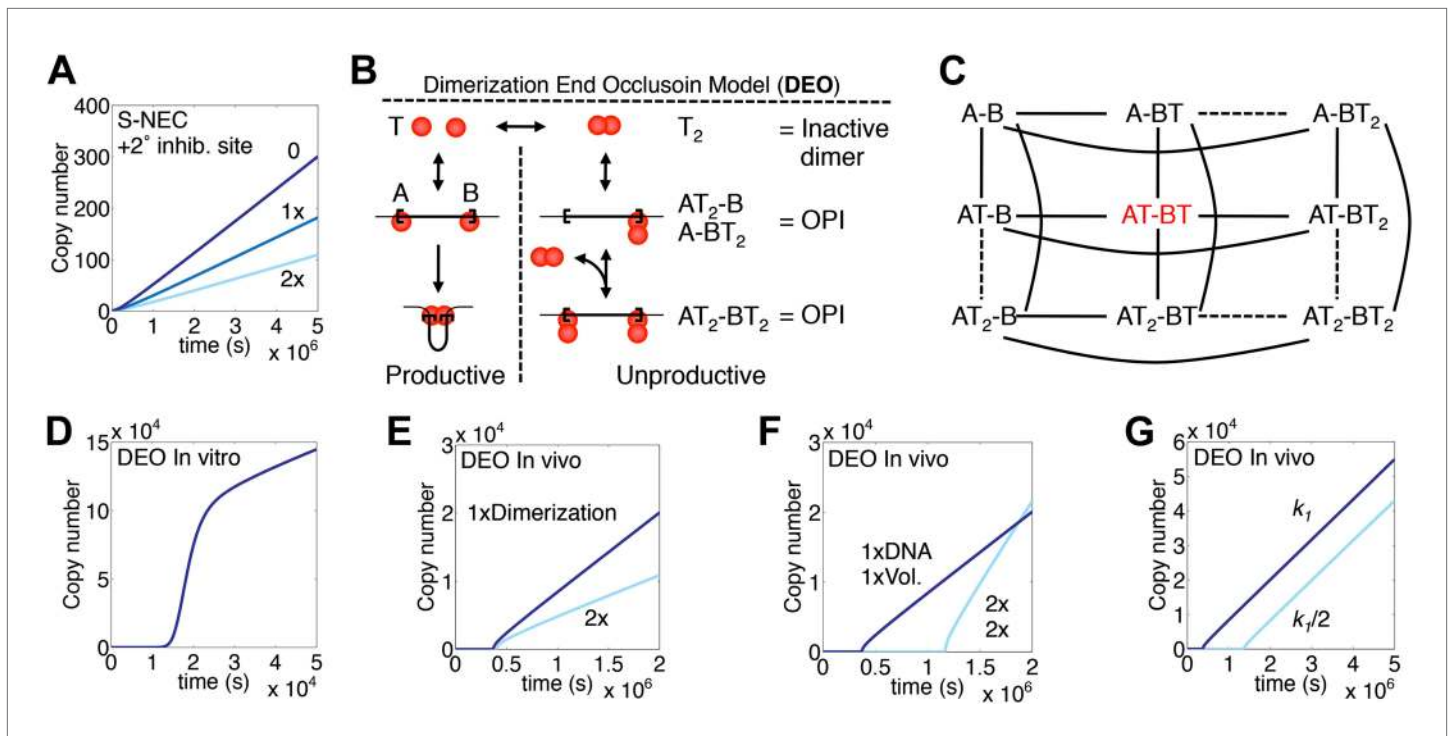 A
S-NEC
+2° inhib. site
0
1x
2x
Copy number
400
300
200
100
0
0 1 2 3 4 5
time (s)
x 10^6
B
Dimerization End Occlusoin Model (DEO)
T
T₂ = Inactive
dimer
A B
AT₂-B
A-BT₂ = OPI
AT₂-BT₂ = OPI
Productive Unproductive
C
A-B A-BT A-BT₂
AT-B AT-BT AT-BT₂
AT₂-B AT₂-BT AT₂-BT₂
D
x 10^4
DEO In vitro
Copy number
15
10
5
0
0 1 2 3 4 5
time (s)
x 10^4
E
x 10^4
DEO In vivo
1xDimerization
2x
Copy number
3
2
1
0
0 0.5 1 1.5 2
time (s)
x 10^6
F
x 10^4
DEO In vivo
1xDNA
1xVol.
2x
2x
Copy number
3
2
1
0
0 0.5 1 1.5 2
time (s)
x 10^6
G
x 10^4
DEO In vivo
k₁
k₁/2
Copy number
6
5
4
3
2
1
0
0 1 2 3 4 5
time (s)
x 10^6